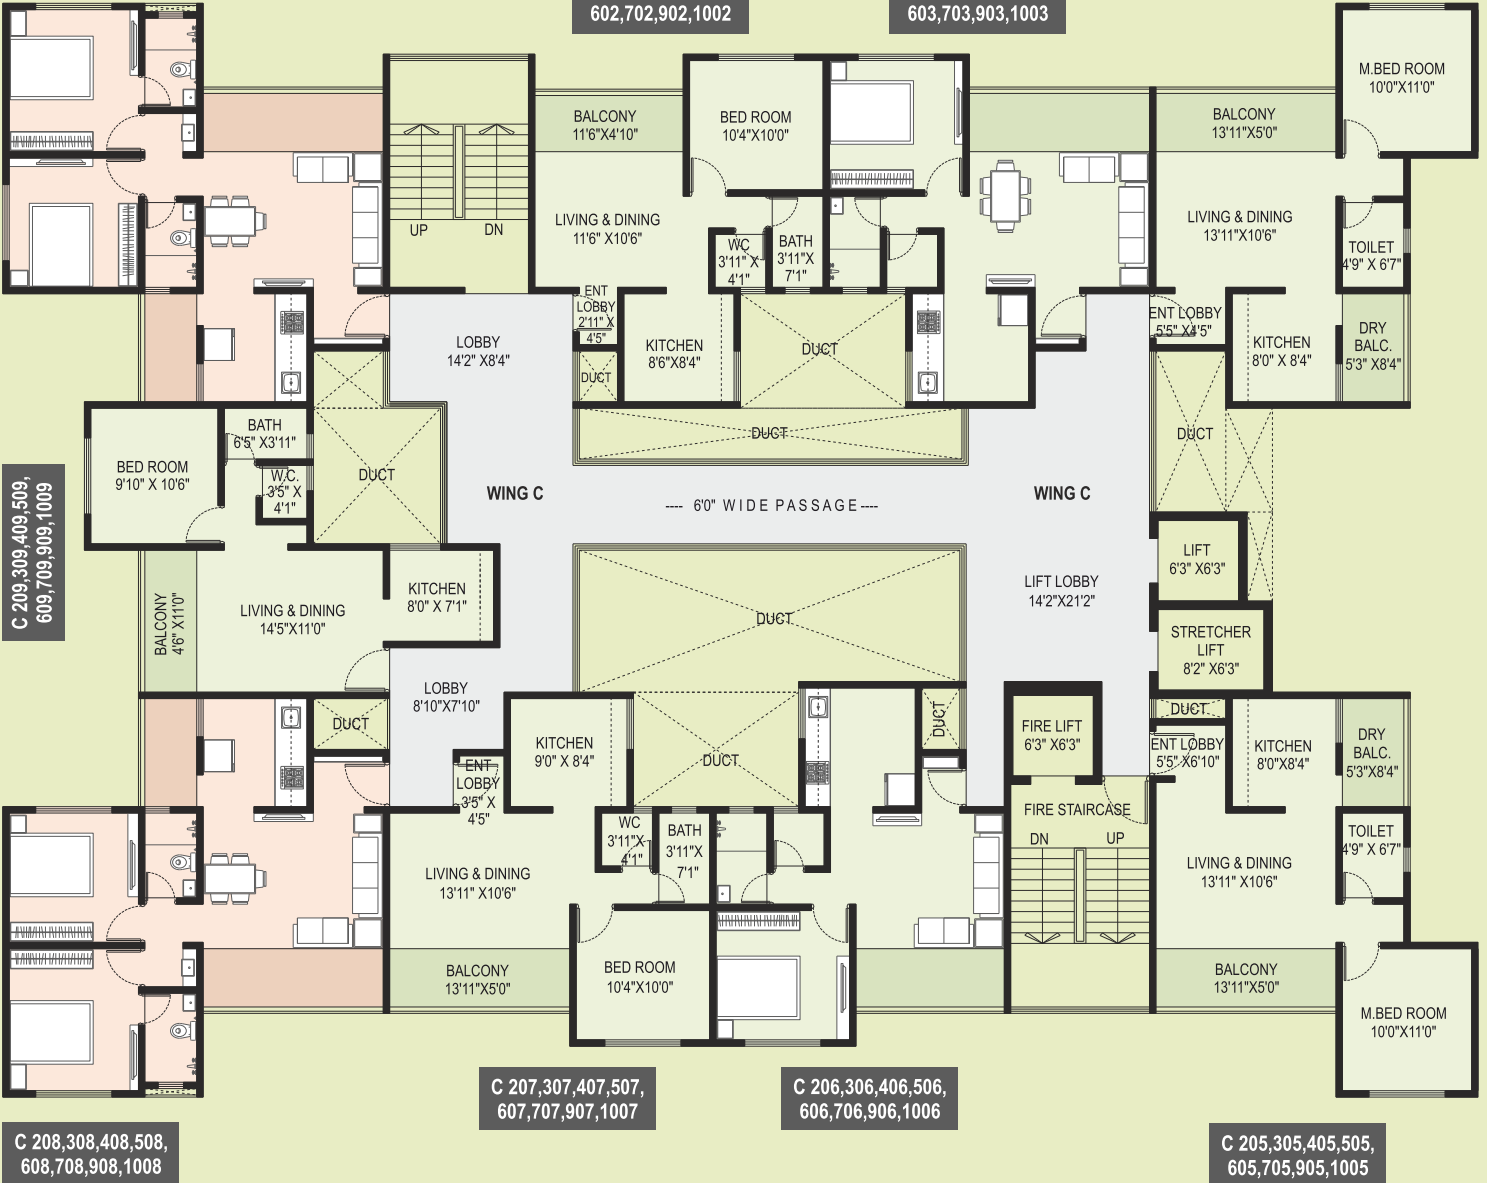 602,702,902,1002
603,703,903,1003
M.BED ROOM
10'0"X11'0"
BALCONY
11'6"X4'10"
BED ROOM
10'4"X10'0"
BALCONY
13'11"X5'0"
UP
DN
LIVING & DINING
11'6" X10'6"
WC
3'11" X
4'1"
BATH
3'11"X
7'1"
LIVING & DINING
13'11"X10'6"
TOILET
4'9" X 6'7"
ENT
LOBBY
2'11" X
4'5"
ENT LOBBY
5'5" X4'5"
LOBBY
14'2" X8'4"
KITCHEN
8'6"X8'4"
DUCT
DUCT
KITCHEN
8'0" X 8'4"
DRY
BALC.
5'3" X8'4"
BATH
6'5" X3'11"
DUCT
DUCT
BED ROOM
9'10" X 10'6"
W.C.
3'5" X
4'1"
DUCT
WING C
---- 6'0" WIDE PASSAGE----
WING C
C 209,309,409,509,
609,709,909,1009
LIFT
6'3" X6'3"
KITCHEN
8'0" X 7'1"
LIFT LOBBY
14'2"X21'2"
BALCONY
4'6" X11'0"
LIVING & DINING
14'5"X11'0"
DUCT
STRETCHER
LIFT
8'2" X6'3"
LOBBY
8'10"X7'10"
DUCT
DUCT
DUCT
FIRE LIFT
6'3" X6'3"
KITCHEN
9'0" X 8'4"
DUCT
ENT LOBBY
5'5" X6'10"
KITCHEN
8'0"X8'4"
DRY
BALC.
5'3"X8'4"
ENT
LOBBY
3'5" X
4'5"
FIRE STAIRCASE
DN
UP
WC
3'11"X
4'1"
BATH
3'11"X
7'1"
TOILET
4'9" X 6'7"
LIVING & DINING
13'11" X10'6"
LIVING & DINING
13'11" X10'6"
BALCONY
13'11"X5'0"
BED ROOM
10'4"X10'0"
BALCONY
13'11"X5'0"
M.BED ROOM
10'0"X11'0"
C 207,307,407,507,
607,707,907,1007
C 206,306,406,506,
606,706,906,1006
C 208,308,408,508,
608,708,908,1008
C 205,305,405,505,
605,705,905,1005